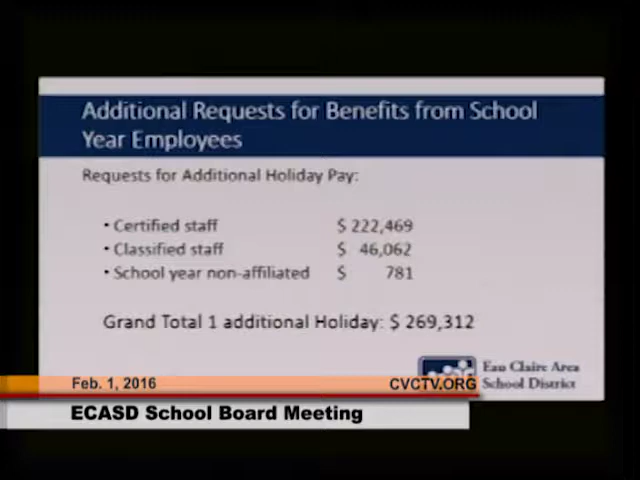 Additional Requests for Benefits from School
Year Employees
Requests for Additional Holiday Pay:
• Certified staff $ 222,469
• Classified staff $ 46,062
• School year non-affiliated $ 781
Grand Total 1 additional Holiday: $ 269,312
Eau Claire Area
School District
Feb. 1, 2016 CVCTV.ORG
ECASD School Board Meeting